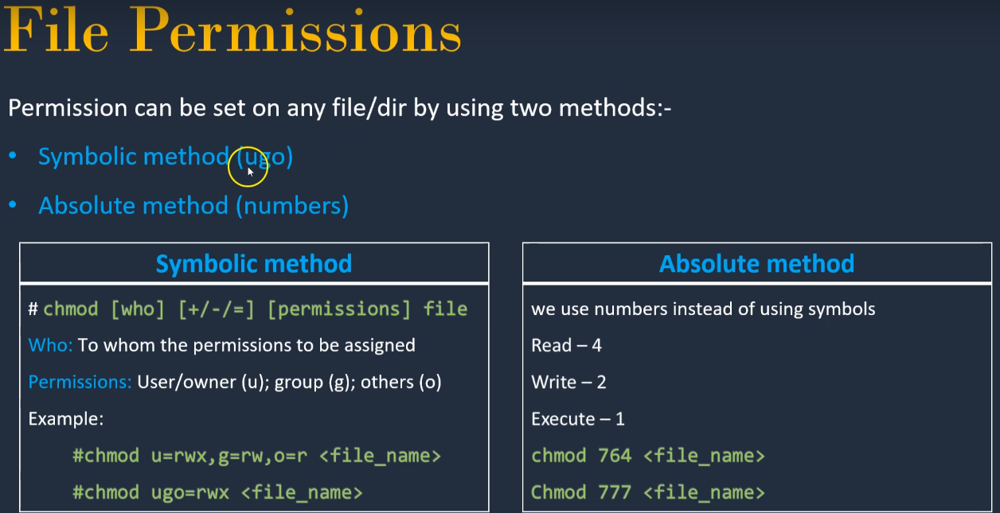 File Permissions
Permission can be set on any file/dir by using two methods:-
• Symbolic method (ugo)
• Absolute method (numbers)
Symbolic method
# chmod [who] [+/-/=] [permissions] file
Who: To whom the permissions to be assigned
Permissions: User/owner (u); group (g); others (o)
Example:
#chmod u=rwx,g=rw,o=r <file_name>
#chmod ugo=rwx <file_name>
Absolute method
we use numbers instead of using symbols
Read – 4
Write – 2
Execute – 1
chmod 764 <file_name>
Chmod 777 <file_name>